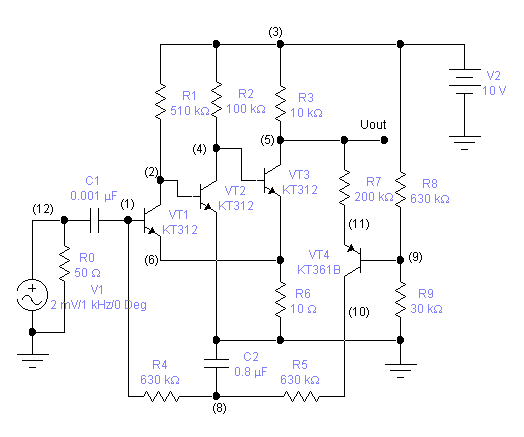 (3)
R1
510 kΩ
R2
100 kΩ
R3
10 kΩ
V2
10 V
Uout
(2)
(4)
(5)
C1
0.001 µF
VT1
KT312
VT2
KT312
VT3
KT312
R7
200 kΩ
R8
630 kΩ
(12)
(1)
(11)
R0
50 Ω
V1
2 mV/1 kHz/0 Deg
(6)
VT4
KT361B
(9)
R6
10 Ω
(10)
R9
30 kΩ
R4
630 kΩ
C2
0.8 µF
R5
630 kΩ
(8)